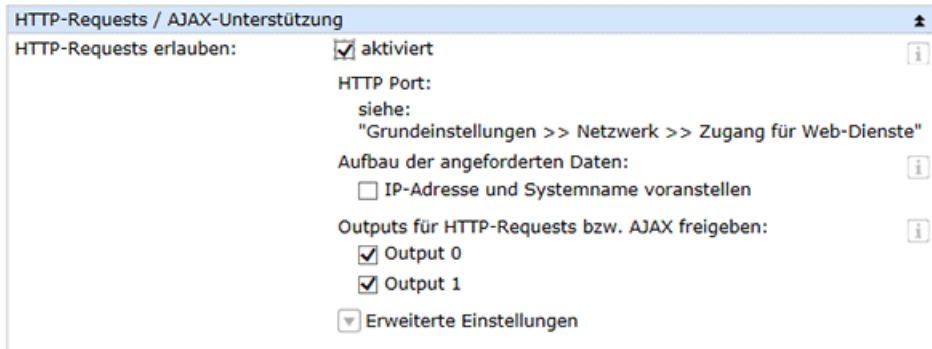 HTTP-Requests / AJAX-Unterstützung
HTTP-Requests erlauben: aktiviert
HTTP Port:
siehe:
"Grundeinstellungen >> Netzwerk >> Zugang für Web-Dienste"
Aufbau der angeforderten Daten:
IP-Adresse und Systemname voranstellen
Outputs für HTTP-Requests bzw. AJAX freigeben:
Output 0
Output 1
Erweiterte Einstellungen